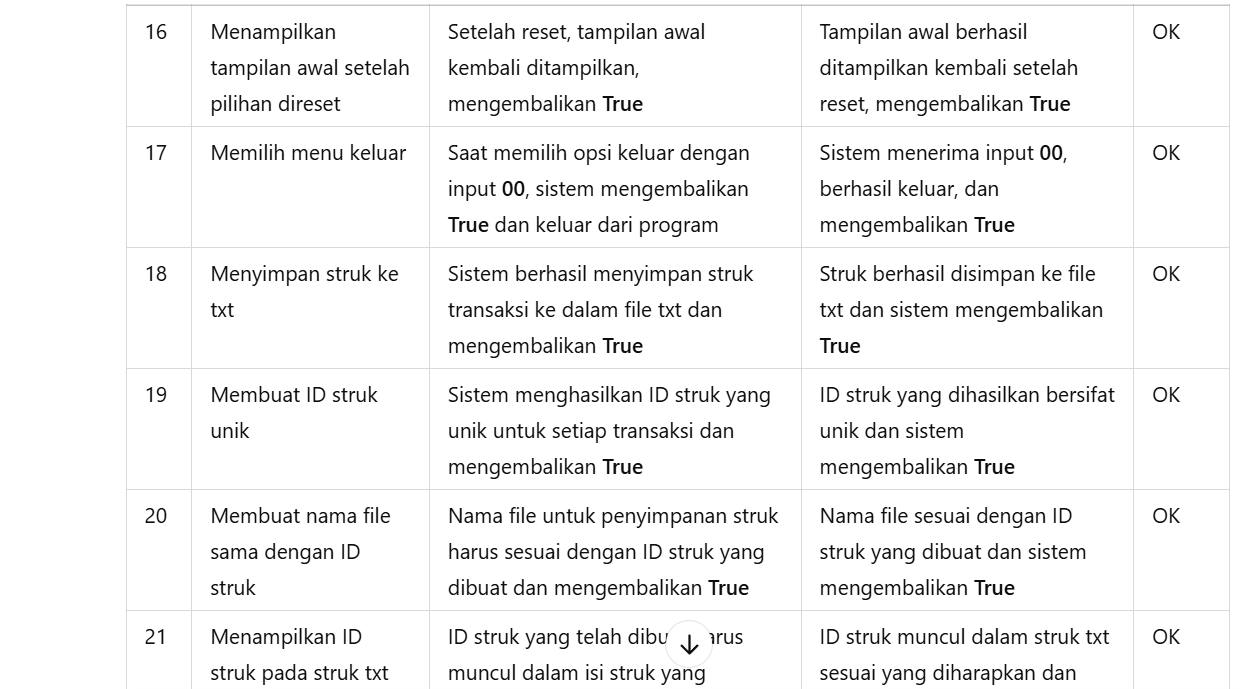 16
Menampilkan
tampilan awal setelah
pilihan direset
Setelah reset, tampilan awal
kembali ditampilkan,
mengembalikan True
Tampilan awal berhasil
ditampilkan kembali setelah
reset, mengembalikan True
OK
17
Memilih menu keluar
Saat memilih opsi keluar dengan
input 00, sistem mengembalikan
True dan keluar dari program
Sistem menerima input 00,
berhasil keluar, dan
mengembalikan True
OK
18
Menyimpan struk ke
txt
Sistem berhasil menyimpan struk
transaksi ke dalam file txt dan
mengembalikan True
Struk berhasil disimpan ke file
txt dan sistem mengembalikan
True
OK
19
Membuat ID struk
unik
Sistem menghasilkan ID struk yang
unik untuk setiap transaksi dan
mengembalikan True
ID struk yang dihasilkan bersifat
unik dan sistem
mengembalikan True
OK
20
Membuat nama file
sama dengan ID
struk
Nama file untuk penyimpanan struk
harus sesuai dengan ID struk yang
dibuat dan mengembalikan True
Nama file sesuai dengan ID
struk yang dibuat dan sistem
mengembalikan True
OK
21
Menampilkan ID
struk pada struk txt
ID struk yang telah
muncul dalam isi struk yang
ID struk muncul dalam struk txt
sesuai yang diharapkan dan
OK